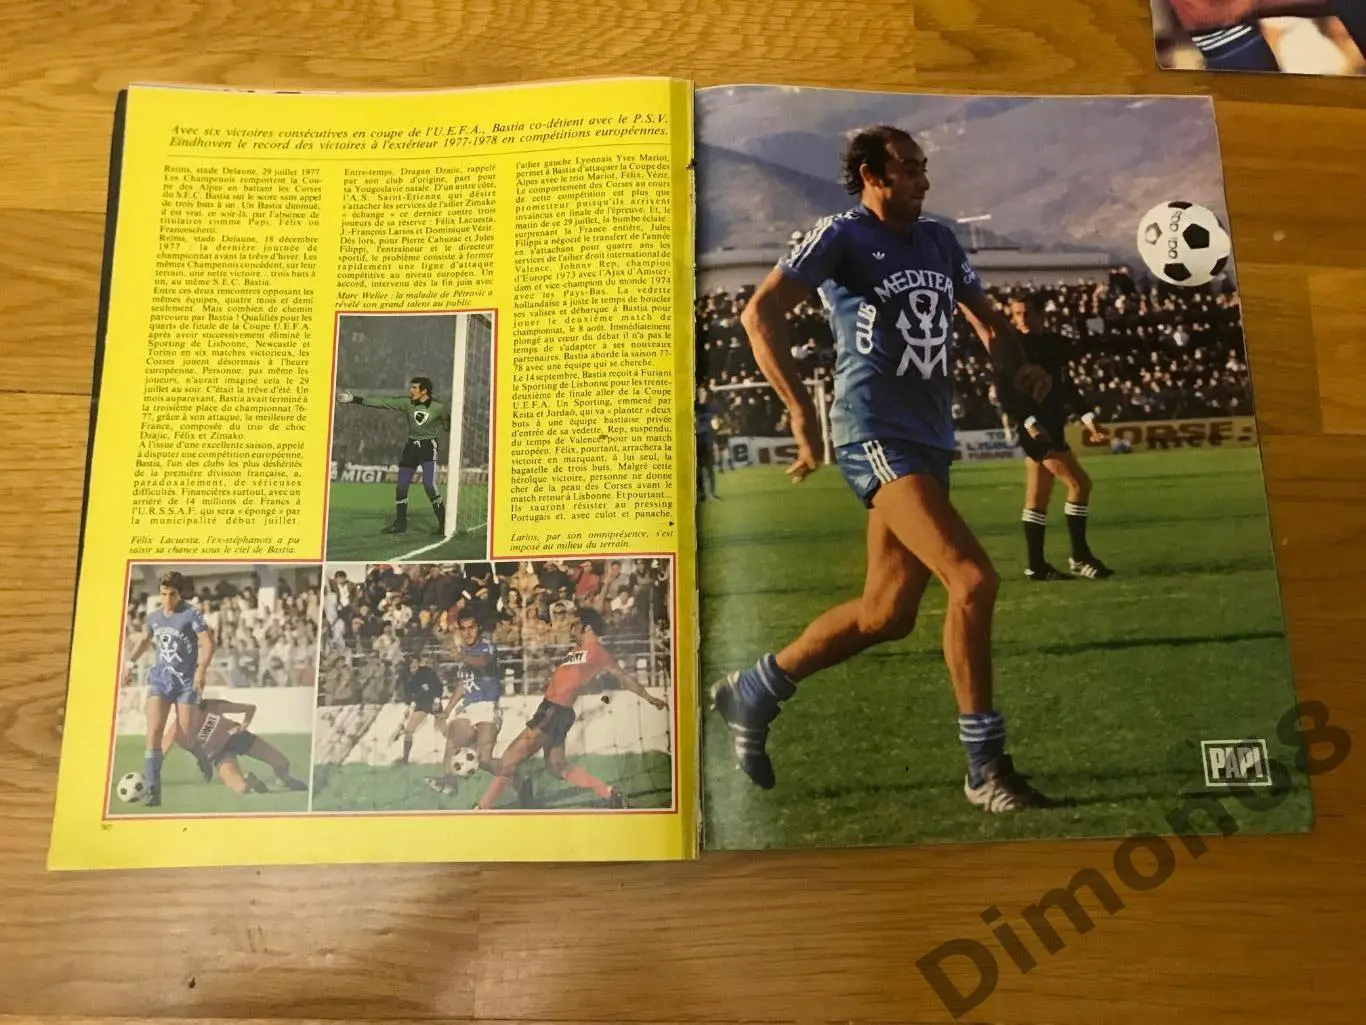 Avec six victoires consécutives en coupe de l'U.E.F.A., Bastia co-détient avec le P.S.V.
Eindhoven le record des victoires à l'extérieur 1977-1978 en compétitions européennes.
Reims, stade Delaune, 29 juillet 1977.
Les Champenois remportent la Cou-
pe des Alpes en battant les Corses
du S.E.C. Bastia sur le score sans appel
de trois buts à un. Un Bastia diminué,
il est vrai, ce soir-là, par l'absence de
titulaires comme Papi, Félix ou
Franceschetti.
Reims, stade Delaune, 18 décembre
1977 : la dernière journée de
championnat avant la trêve d'hiver. Les
mêmes Champenois concèdent, sur leur
terrain, une nette victoire, trois buts à
un, au même S.E.C. Bastia.
Entre ces deux rencontres opposant les
mêmes équipes, quatre mois et demi
seulement. Mais combien de chemin
parcouru par Bastia ! Qualifiés pour les
quarts de finale de la Coupe U.E.F.A.
après avoir successivement éliminé le
Sporting de Lisbonne, Newcastle et
Torino en six matches victorieux, les
Corses jouent désormais à l'heure
européenne. Personne, pas même les
joueurs, n'aurait imaginé cela le 29
juillet au soir. C'était la trêve d'été. Un
mois auparavant, Bastia avait terminé à
la troisième place du championnat 76-
77, grâce à son attaque, la meilleure de
France, composée du trio de choc
Dzajic, Félix et Zimako.
A l'issue d'une excellente saison, appelé
à disputer une compétition européenne.
Bastia, l'un des clubs les plus déshérités
de la première division française, a,
paradoxalement, de sérieuses
difficultés. Financières surtout, avec un
arriéré de 14 millions de Francs à
l'U.R.S.S.A.F. qui sera «épongé» par
la municipalité début juillet.
Félix Lacuesta, l'ex-stéphanois a pu
saisir sa chance sous le ciel de Bastia.
Entre-temps, Dragan Dzajic, rappelé
par son club d'origine, part pour
sa Yougoslavie natale. D'un autre côté,
l'A.S. Saint-Etienne qui désire
s'attacher les services de l'ailier Zimako
« échange » ce dernier contre trois
joueurs de sa réserve : Félix Lacuesta,
J.-François Larios et Dominique Vézir.
Dès lors, pour Pierre Cahuzac et Jules
Filippi, l'entraîneur et le directeur
sportif, le problème consiste à former
rapidement une ligne d'attaque
compétitive au niveau européen. Un
accord, intervenu dès la fin juin avec
Marc Weller : la maladie de Pétrovic a
révélé son grand talent au public.
MIGI
l'ailier gauche Lyonnais Yves Mariot,
permet à Bastia d'attaquer la Coupe des
Alpes avec le trio Mariot, Félix, Vézir.
Le comportement des Corses au cours
de cette compétition est plus que
prometteur puisqu'ils arrivent
invaincus en finale de l'épreuve. Et, le
matin de ce 29 juillet, la bombe éclate :
surprenant la France entière, Jules
Filippi a négocié le transfert de l'année
en s'attachant pour quatre ans les
services de l'ailier droit international de
Valence, Johnny Rep, champion
d'Europe 1973 avec l'Ajax d'Amster-
dam et vice-champion du monde 1974
avec les Pays-Bas. La vedette
hollandaise a juste le temps de boucler
ses valises et débarque à Bastia pour
jouer le deuxième match de
championnat, le 8 août. Immédiatement
plongé au cœur du débat il n'a pas le
temps de s'adapter à ses nouveaux
partenaires. Bastia aborde la saison 77-
78 avec une équipe qui se cherche.
Le 14 septembre, Bastia reçoit à Furiani
le Sporting de Lisbonne pour les trente-
deuxième de finale aller de la Coupe
U.E.F.A. Un Sporting, emmené par
Keita et Jordaõ, qui va «planter» deux
buts à une équipe bastiaise privée
d'entrée de sa vedette, Rep, suspendu,
du temps de Valence, pour un match
européen. Félix, pourtant, arrachera la
victoire en marquant, à lui seul, la
bagatelle de trois buts. Malgré cette
héroïque victoire, personne ne donne
cher de la peau des Corses avant le
match retour à Lisbonne. Et pourtant...
Ils sauront résister au pressing
Portugais et, avec culot et panache,
Larios, par son omniprésence, s'est
imposé au milieu du terrain.
CLUB MEDITER
adidas
CORSE
PAPI
Dimon68